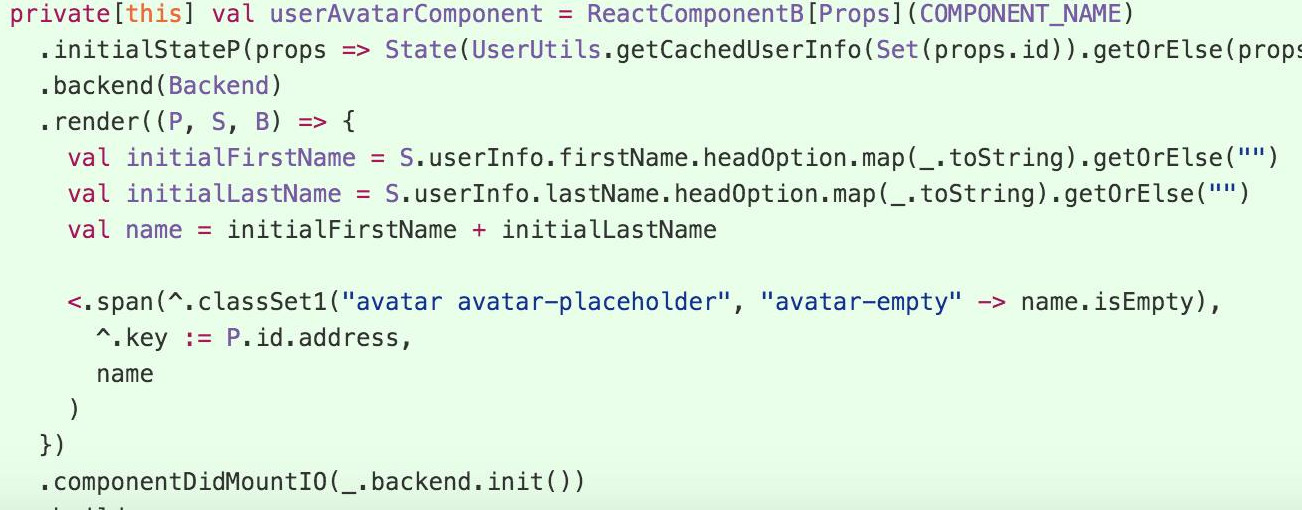 private[this] val userAvatarComponent = ReactComponentB[Props](COMPONENT_NAME)
.initialStateP(props => State(UserUtils.getCachedUserInfo(Set(props.id)).getOrElse(props
.backend(Backend)
.render((P, S, B) => {
val initialFirstName = S.userInfo.firstName.headOption.map(_.toString).getOrElse("")
val initialLastName = S.userInfo.lastName.headOption.map(_.toString).getOrElse("")
val name = initialFirstName + initialLastName
<.span(^.classSet1("avatar avatar-placeholder", "avatar-empty" -> name.isEmpty),
^.key := P.id.address,
name
)
})
.componentDidMountIO(_.backend.init())